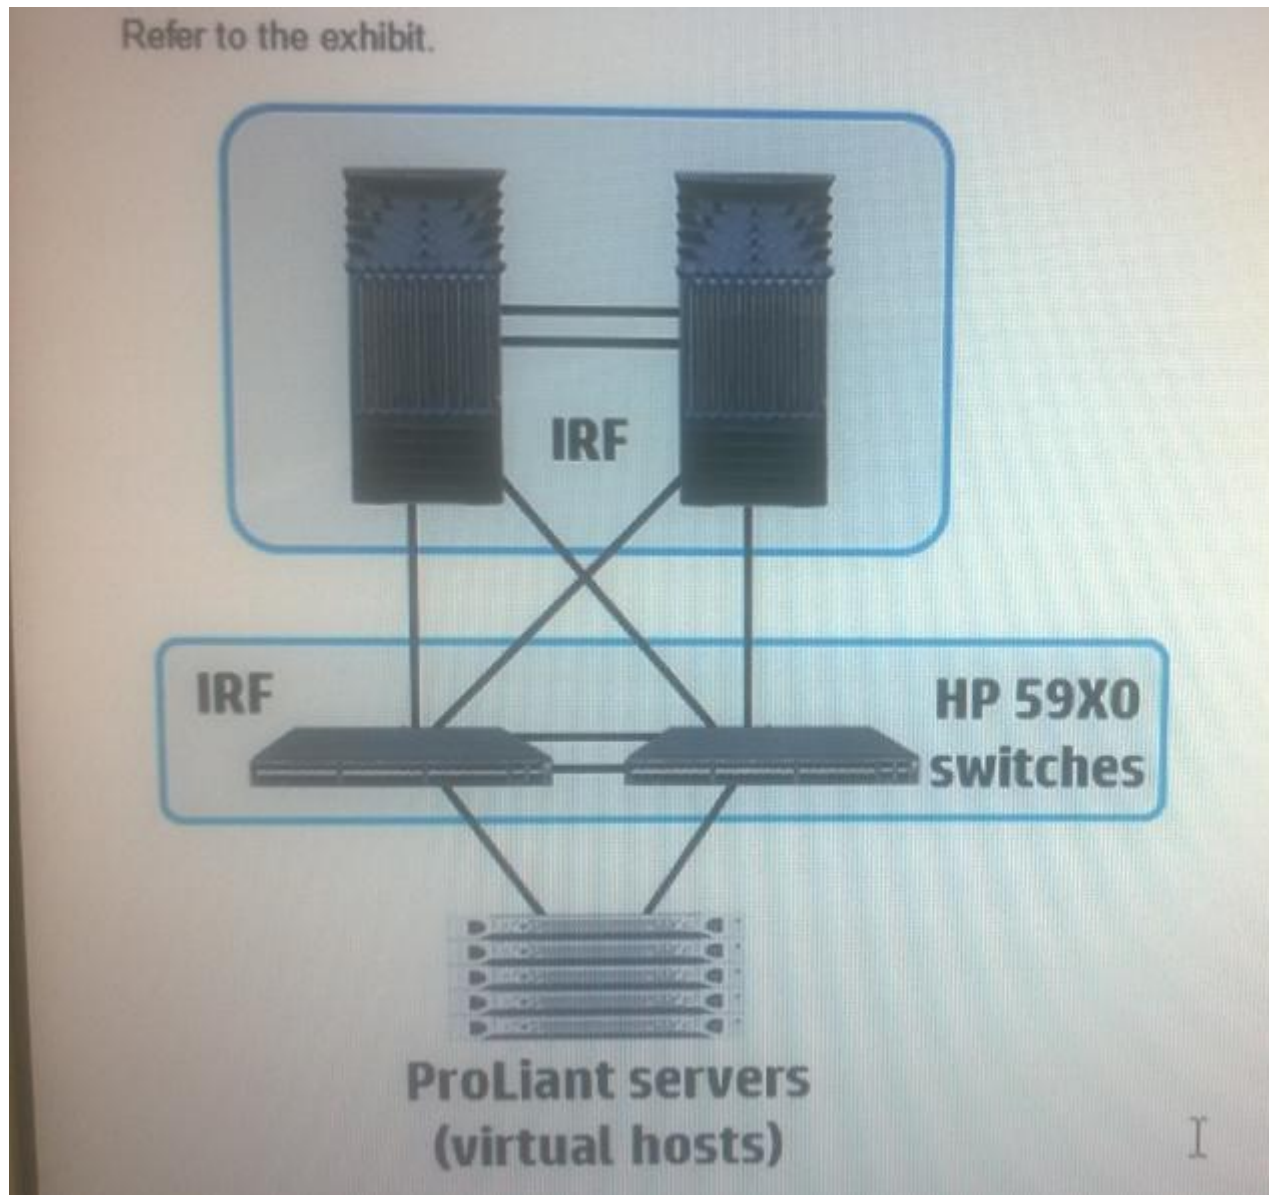 Refer to the exhibit.
IRF
IRF
HP 59X0
switches
ProLiant servers
(virtual hosts)